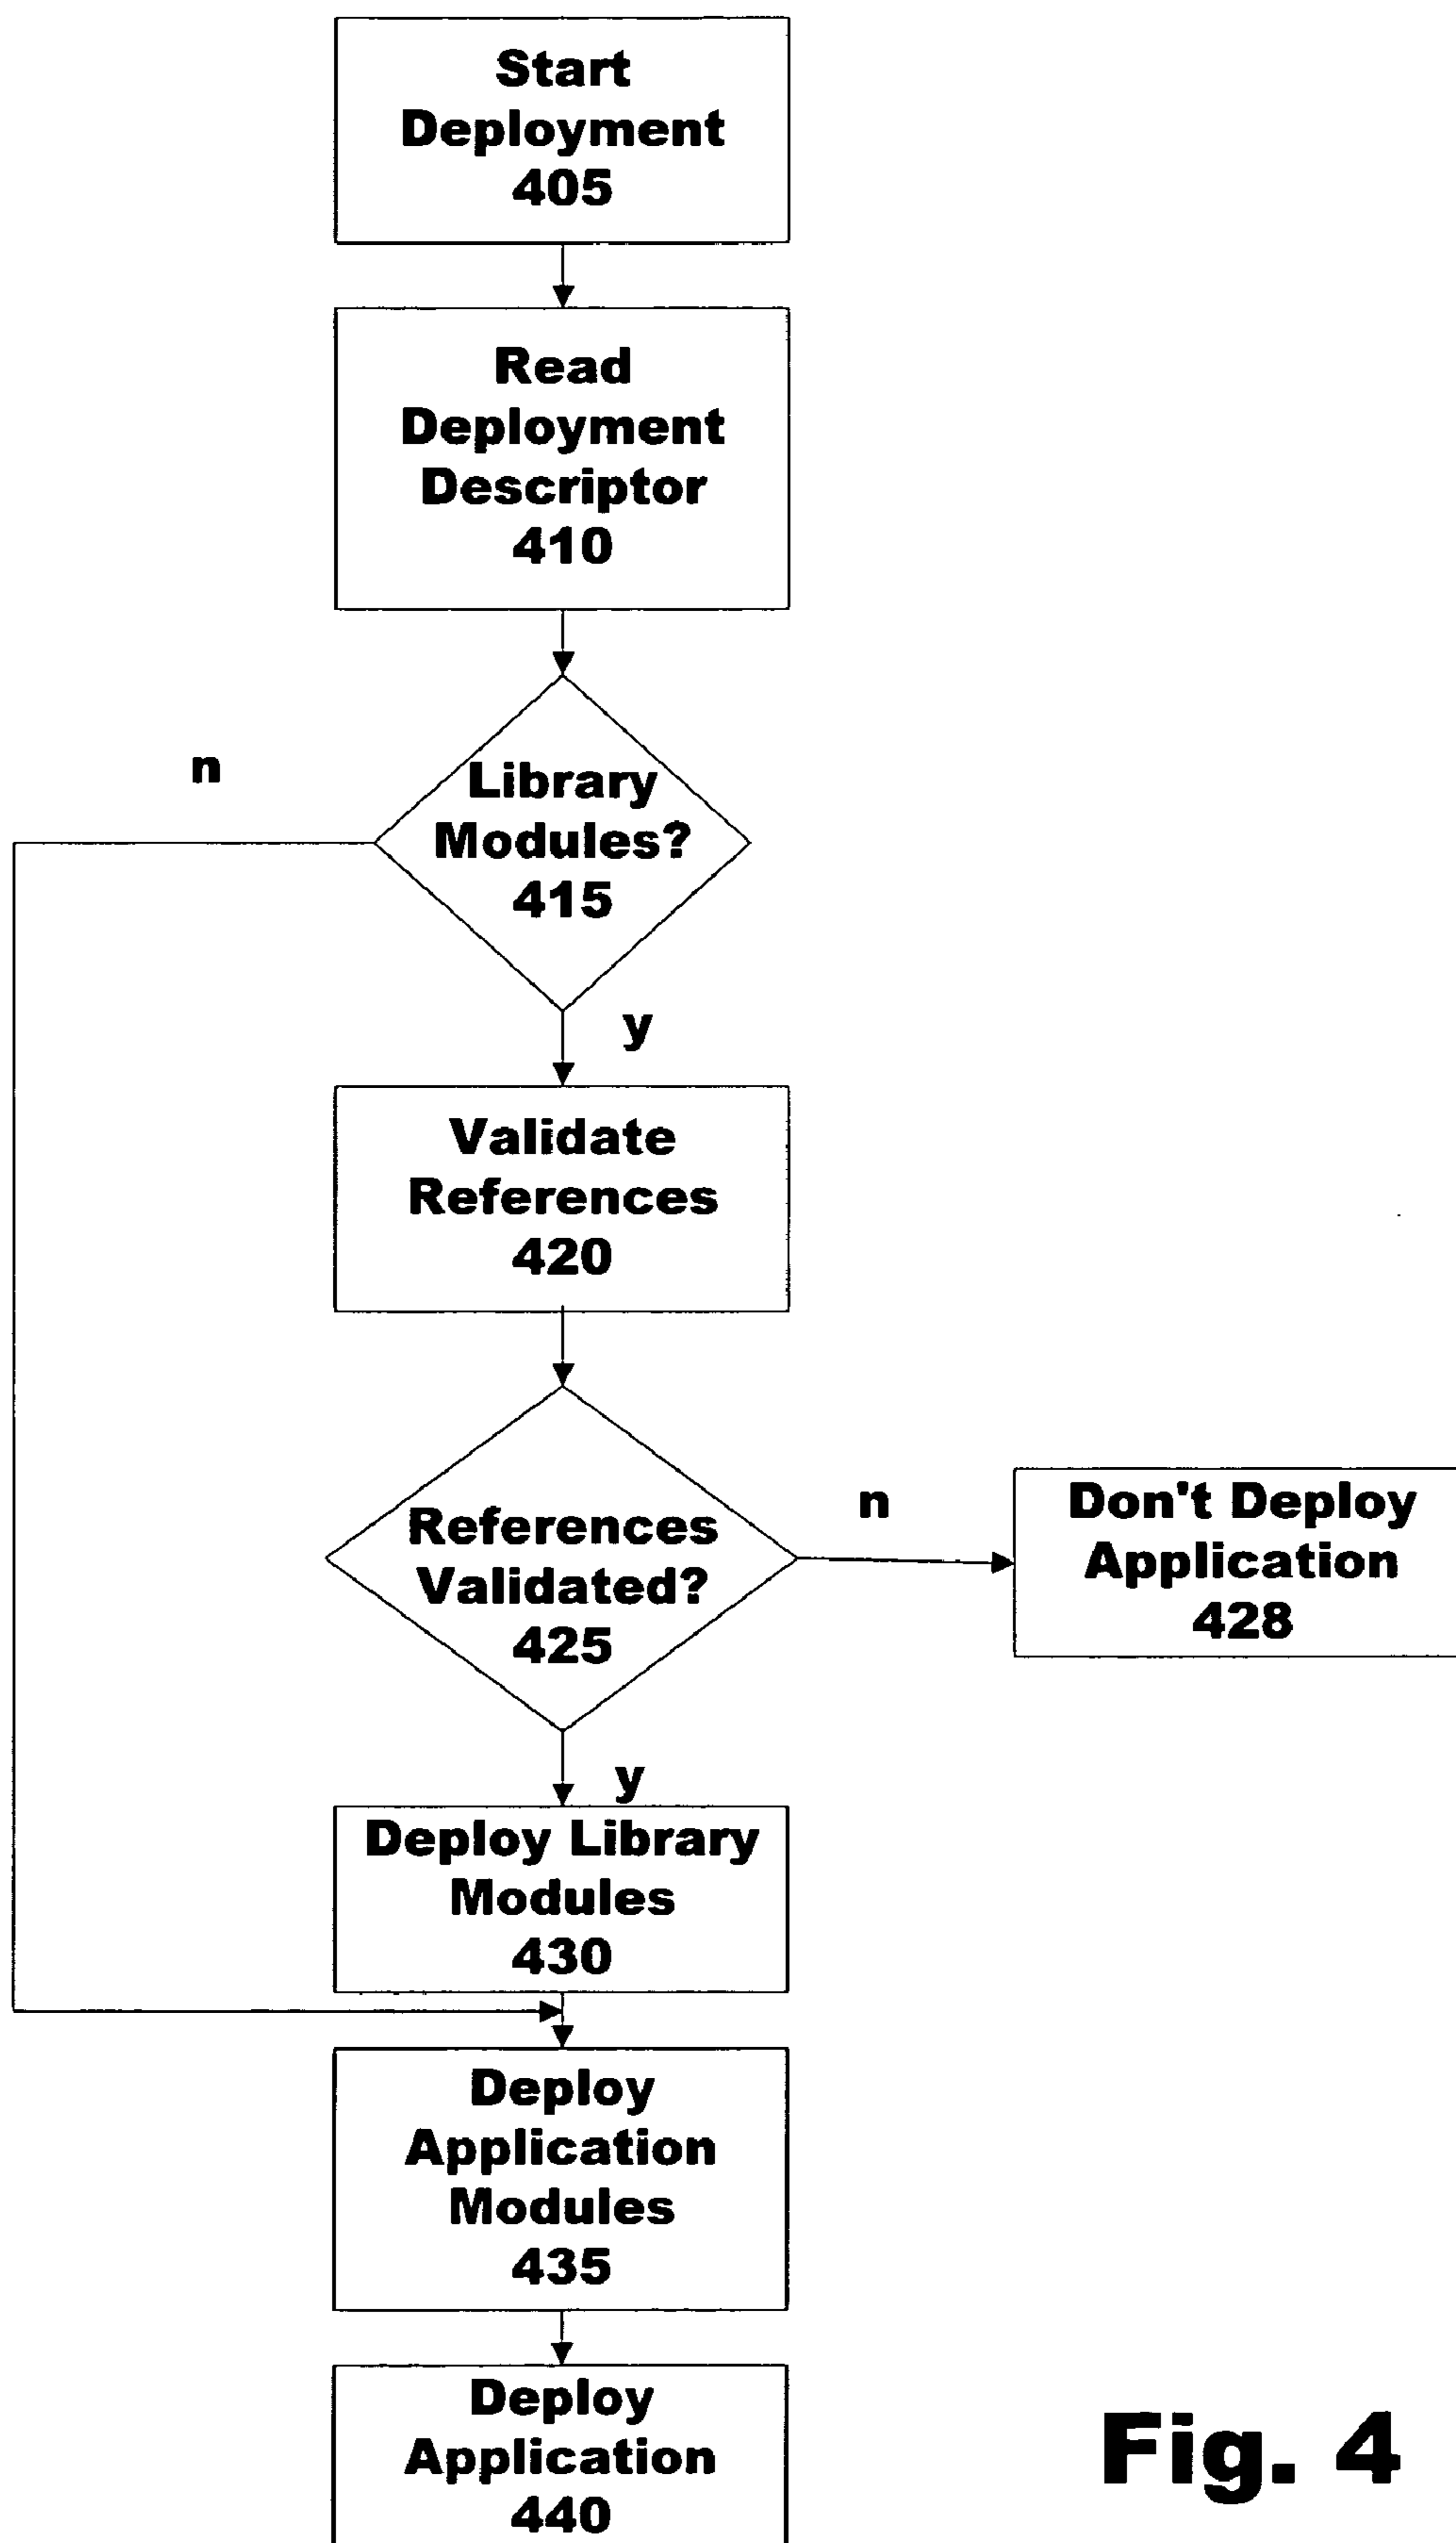 Start
Deployment
405
Read
Deployment
Descriptor
410
n
Library
Modules?
415
y
Validate
References
420
References
Validated?
425
n
Don't Deploy
Application
428
y
Deploy Library
Modules
430
Deploy
Application
Modules
435
Deploy
Application
440
Fig. 4